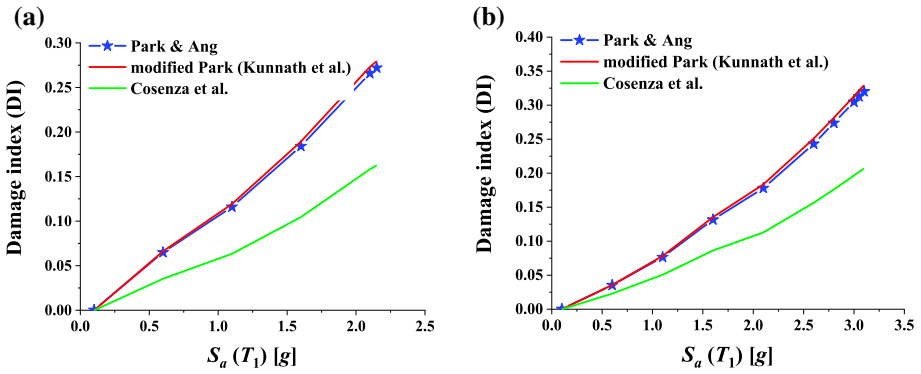 (a)
Damage index (DI)
0.30
0.25
0.20
0.15
0.10
0.05
0.00
Park & Ang
modified Park (Kunnath et al.)
Cosenza et al.
0.0 0.5 1.0 1.5 2.0 2.5
Sa (T1) [g]
(b)
Damage index (DI)
0.40
0.35
0.30
0.25
0.20
0.15
0.10
0.05
0.00
Park & Ang
modified Park (Kunnath et al.)
Cosenza et al.
0.0 0.5 1.0 1.5 2.0 2.5 3.0 3.5
Sa (T1) [g]